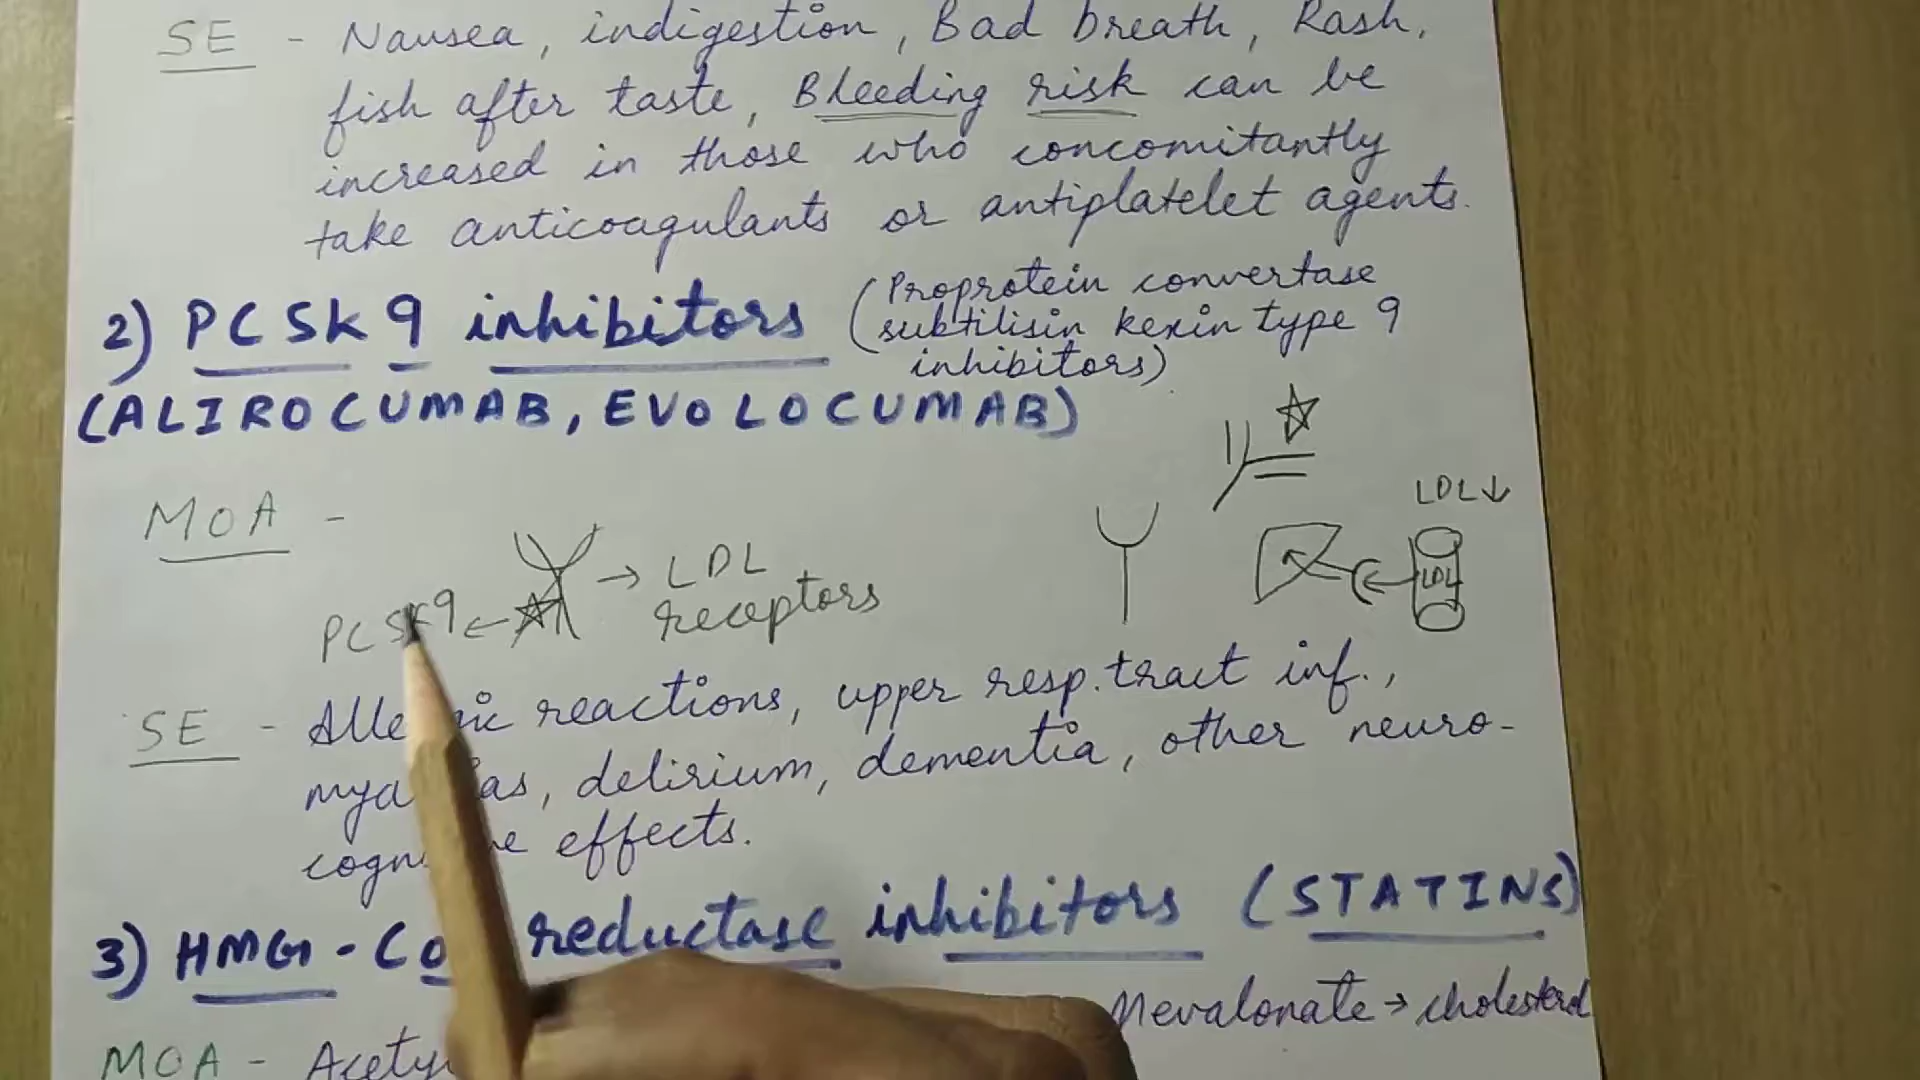 SE - Nausea, indigestion, Bad breath, Rash,
fish after taste, Bleeding risk can be
increased in those who concomitantly
take anticoagulants or antiplatelet agents.
2) PCSK9 inhibitors (Proprotein convertase
subtilisin kexin type 9
inhibitors)
(ALIROCUMAB, EVOLOCUMAB)
MOA -
LDL↓
LDL
→ LDL
receptors
PCSK9 ←
SE - reactions, upper resp. tract inf.,
delirium, dementia, other neuro-
effects.
3) HMG-Co reductase inhibitors (STATINS)
Mevalonate → cholesterol
MOA - Acety